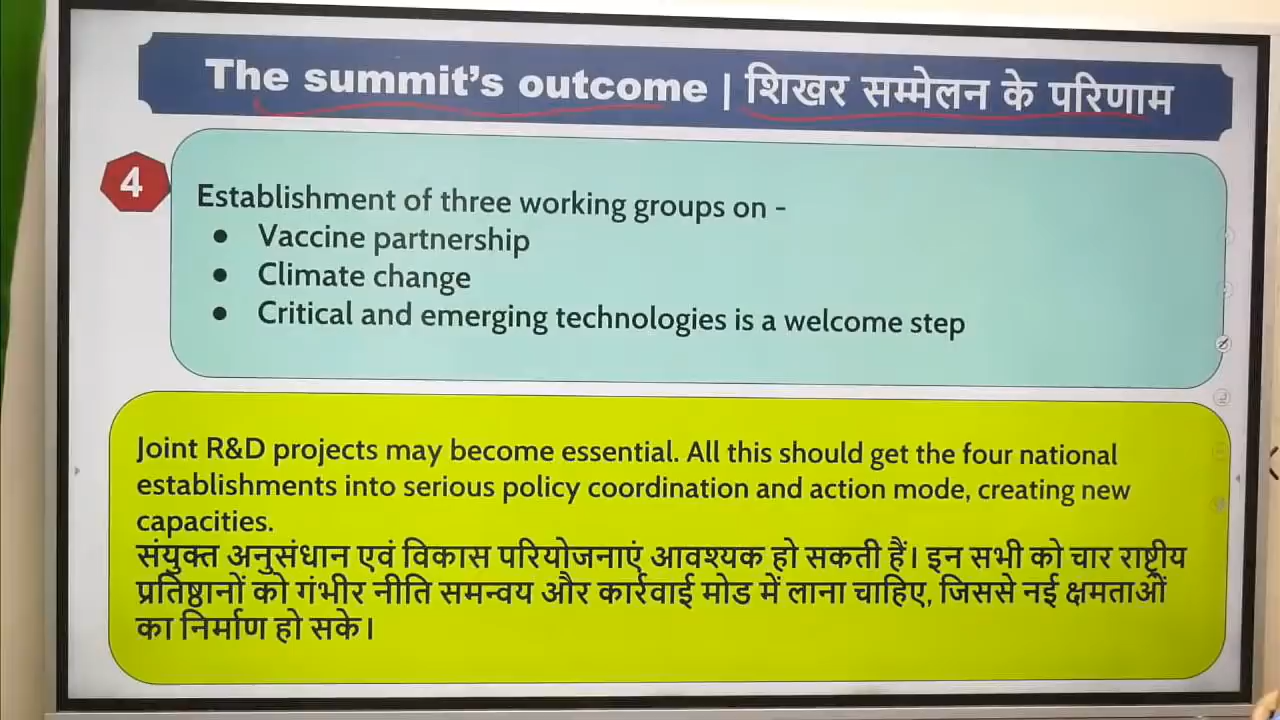 The summit's outcome | शिखर सम्मेलन के परिणाम
4
Establishment of three working groups on -
● Vaccine partnership
● Climate change
● Critical and emerging technologies is a welcome step
Joint R&D projects may become essential. All this should get the four national
establishments into serious policy coordination and action mode, creating new
capacities.
संयुक्त अनुसंधान एवं विकास परियोजनाएं आवश्यक हो सकती हैं। इन सभी को चार राष्ट्रीय
प्रतिष्ठानों को गंभीर नीति समन्वय और कार्रवाई मोड में लाना चाहिए, जिससे नई क्षमताओं
का निर्माण हो सके।